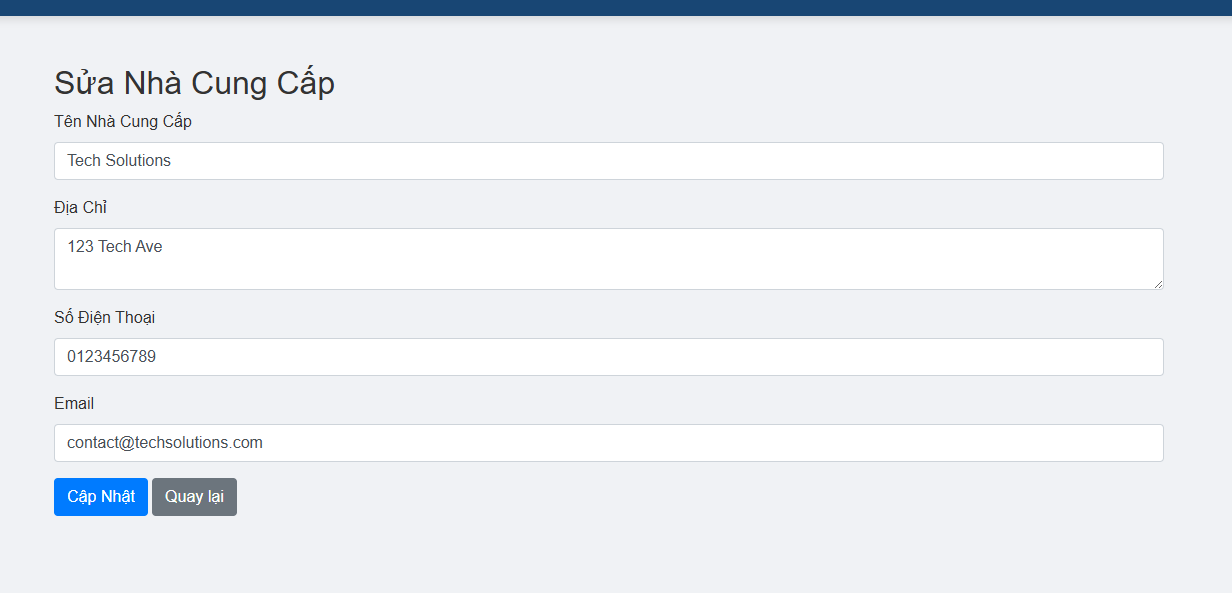 Sửa Nhà Cung Cấp
Tên Nhà Cung Cấp
Tech Solutions
Địa Chỉ
123 Tech Ave
Số Điện Thoại
0123456789
Email
contact@techsolutions.com
Cập Nhật Quay lại